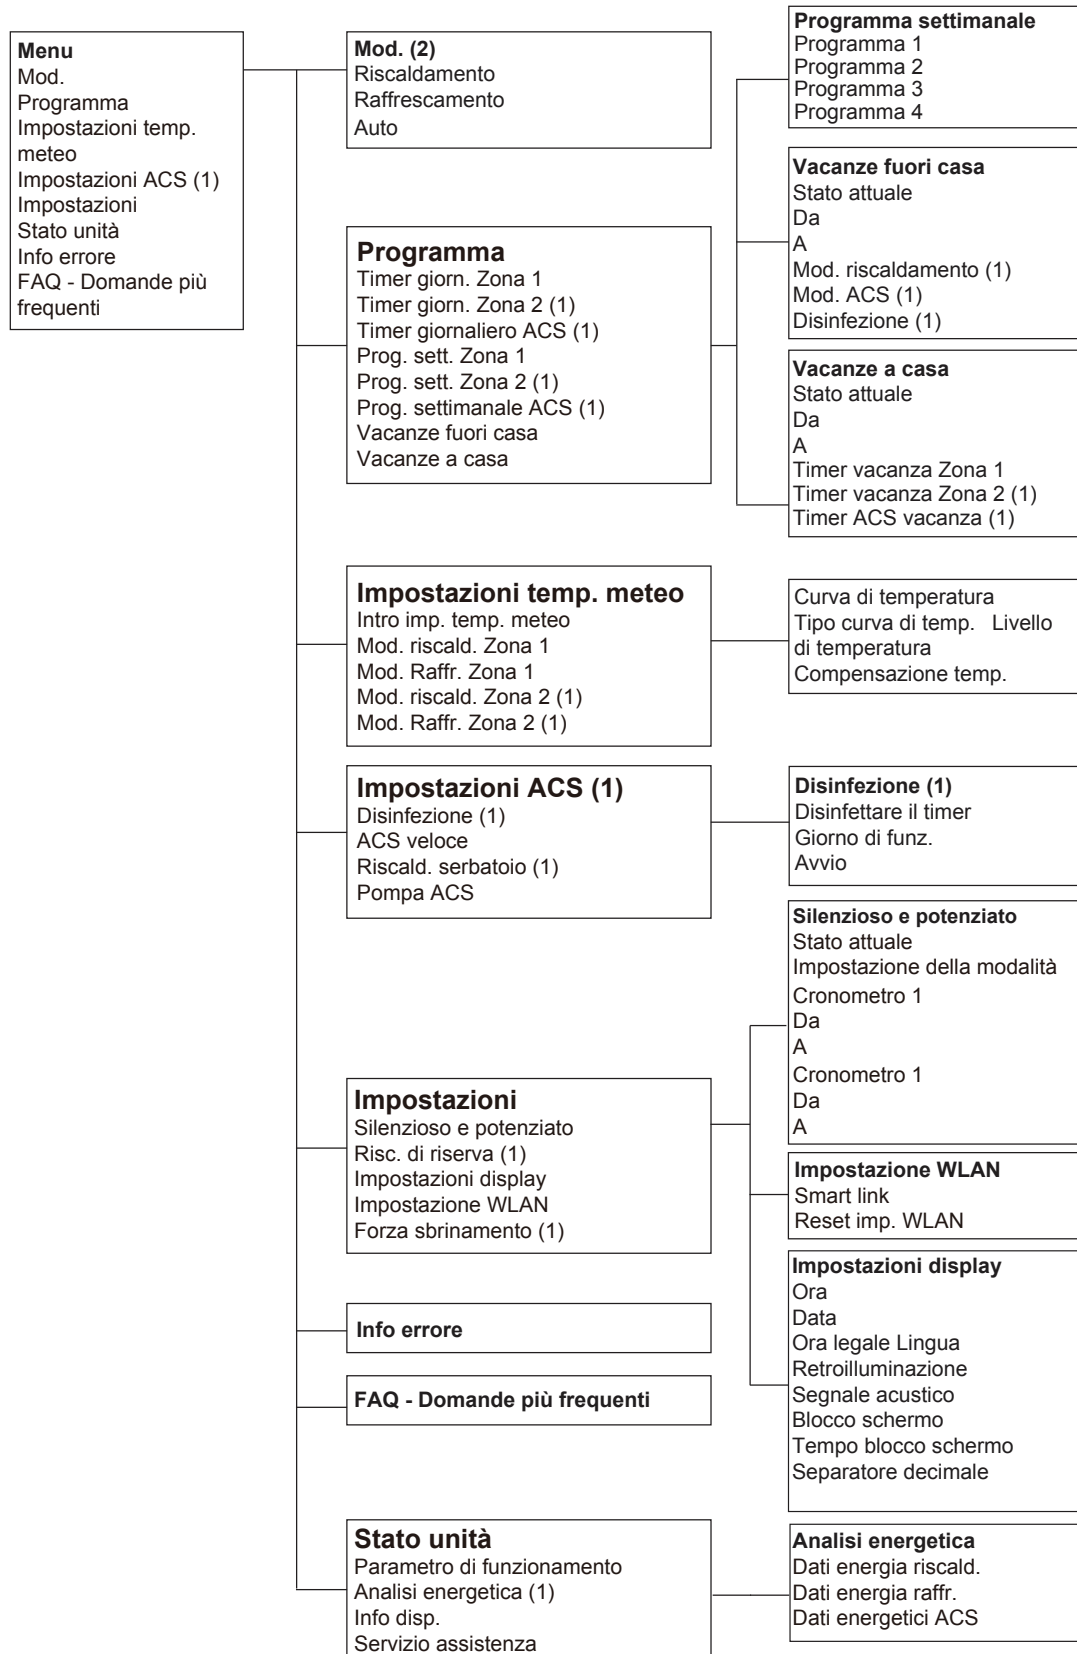 Menu
Mod.
Programma
Impostazioni temp.
meteo
Impostazioni ACS (1)
Impostazioni
Stato unità
Info errore
FAQ - Domande più
frequenti
Mod. (2)
Riscaldamento
Raffrescamento
Auto
Programma
Timer giorn. Zona 1
Timer giorn. Zona 2 (1)
Timer giornaliero ACS (1)
Prog. sett. Zona 1
Prog. sett. Zona 2 (1)
Prog. settimanale ACS (1)
Vacanze fuori casa
Vacanze a casa
Programma settimanale
Programma 1
Programma 2
Programma 3
Programma 4
Vacanze fuori casa
Stato attuale
Da
A
Mod. riscaldamento (1)
Mod. ACS (1)
Disinfezione (1)
Vacanze a casa
Stato attuale
Da
A
Timer vacanza Zona 1
Timer vacanza Zona 2 (1)
Timer ACS vacanza (1)
Impostazioni temp. meteo
Intro imp. temp. meteo
Mod. riscald. Zona 1
Mod. Raffr. Zona 1
Mod. riscald. Zona 2 (1)
Mod. Raffr. Zona 2 (1)
Curva di temperatura
Tipo curva di temp. Livello
di temperatura
Compensazione temp.
Impostazioni ACS (1)
Disinfezione (1)
ACS veloce
Riscald. serbatoio (1)
Pompa ACS
Disinfezione (1)
Disinfettare il timer
Giorno di funz.
Avvio
Impostazioni
Silenzioso e potenziato
Risc. di riserva (1)
Impostazioni display
Impostazione WLAN
Forza sbrinamento (1)
Silenzioso e potenziato
Stato attuale
Impostazione della modalità
Cronometro 1
Da
A
Cronometro 1
Da
A
Impostazione WLAN
Smart link
Reset imp. WLAN
Impostazioni display
Ora
Data
Ora legale Lingua
Retroilluminazione
Segnale acustico
Blocco schermo
Tempo blocco schermo
Separatore decimale
Info errore
FAQ - Domande più frequenti
Stato unità
Parametro di funzionamento
Analisi energetica (1)
Info disp.
Servizio assistenza
Analisi energetica
Dati energia riscald.
Dati energia raffr.
Dati energetici ACS